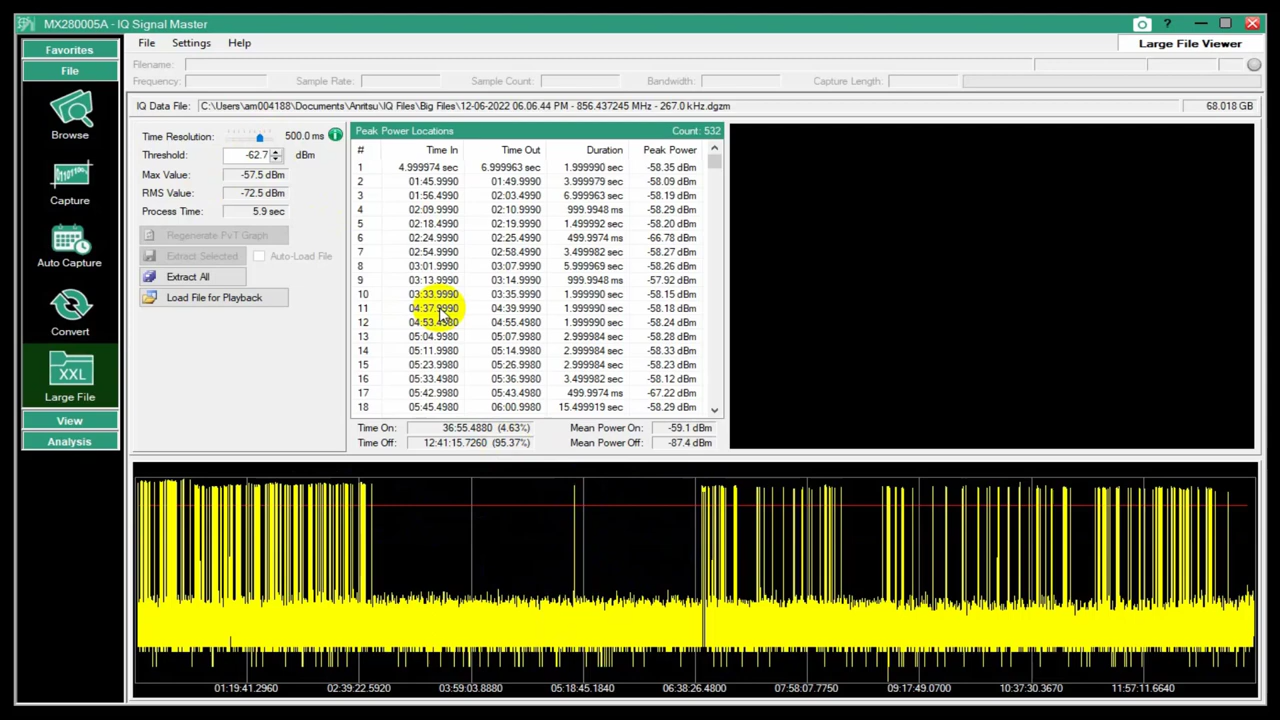 MX280005A - IQ Signal Master
?
File Settings Help
Large File Viewer
Filename:
Frequency: Sample Rate: Sample Count: Bandwidth: Capture Length:
IQ Data File: C:\Users\am004188\Documents\Anritsu\IQ Files\Big Files\12-06-2022 06.06.44 PM - 856.437245 MHz - 267.0 kHz.dgzm 68.018 GB
Favorites
File
Browse
Capture
Auto Capture
Convert
XXL
Large File
View
Analysis
Time Resolution: 500.0 ms
Threshold: -62.7 dBm
Max Value: -57.5 dBm
RMS Value: -72.5 dBm
Process Time: 5.9 sec
Regenerate PvT Graph
Extract Selected Auto-Load File
Extract All
Load File for Playback
Peak Power Locations Count: 532
# Time In Time Out Duration Peak Power
1 4.999974 sec 6.999963 sec 1.999990 sec -58.35 dBm
2 01:45.9990 01:49.9990 3.999979 sec -58.09 dBm
3 01:56.4990 02:03.4990 6.999963 sec -58.19 dBm
4 02:09.9990 02:10.9990 999.9948 ms -58.29 dBm
5 02:18.4990 02:19.9990 1.499992 sec -58.20 dBm
6 02:24.9990 02:25.4990 499.9974 ms -66.78 dBm
7 02:54.9990 02:58.4990 3.499982 sec -58.27 dBm
8 03:01.9990 03:07.9990 5.999969 sec -58.26 dBm
9 03:13.9990 03:14.9990 999.9948 ms -57.92 dBm
10 03:33.9990 03:35.9990 1.999990 sec -58.15 dBm
11 04:37.9990 04:39.9990 1.999990 sec -58.18 dBm
12 04:53.4980 04:55.4980 1.999990 sec -58.24 dBm
13 05:04.9980 05:07.9980 2.999984 sec -58.28 dBm
14 05:11.9980 05:14.9980 2.999984 sec -58.33 dBm
15 05:23.9980 05:26.9980 2.999984 sec -58.23 dBm
16 05:33.4980 05:36.9980 3.499982 sec -58.12 dBm
17 05:42.9980 05:43.4980 499.9974 ms -67.22 dBm
18 05:45.4980 06:00.9980 15.499919 sec -58.29 dBm
Time On: 36:55.4880 (4.63%) Mean Power On: -59.1 dBm
Time Off: 12:41:15.7260 (95.37%) Mean Power Off: -87.4 dBm
01:19:41.2960 02:39:22.5920 03:59:03.8880 05:18:45.1840 06:38:26.4800 07:58:07.7750 09:17:49.0700 10:37:30.3670 11:57:11.6640